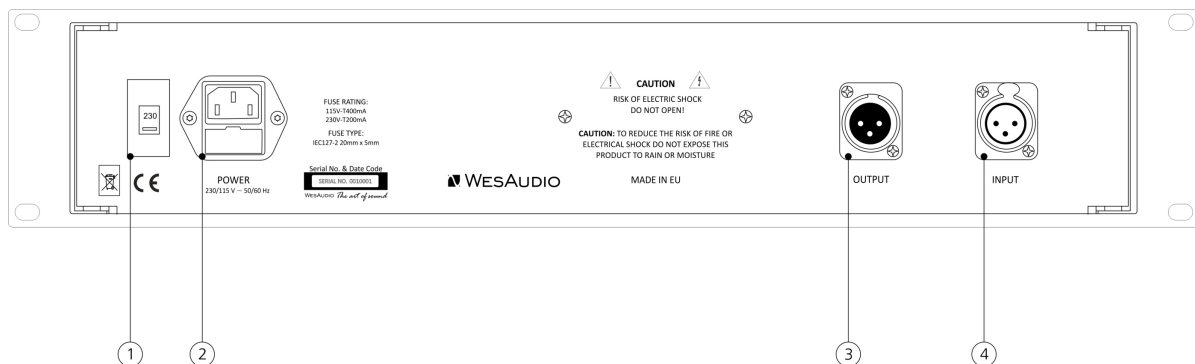 230
FUSE RATING:
115V-T400mA
230V-T200mA
FUSE TYPE:
IEC127-2 20mm x 5mm
CE
POWER
230/115 V ~ 50/60 Hz
Serial No. & Date Code
SERIAL NO. 0010001
WESAUDIO The art of sound
WESAUDIO
CAUTION
RISK OF ELECTRIC SHOCK
DO NOT OPEN!
CAUTION: TO REDUCE THE RISK OF FIRE OR
ELECTRICAL SHOCK DO NOT EXPOSE THIS
PRODUCT TO RAIN OR MOISTURE
MADE IN EU
OUTPUT
INPUT
1
2
3
4